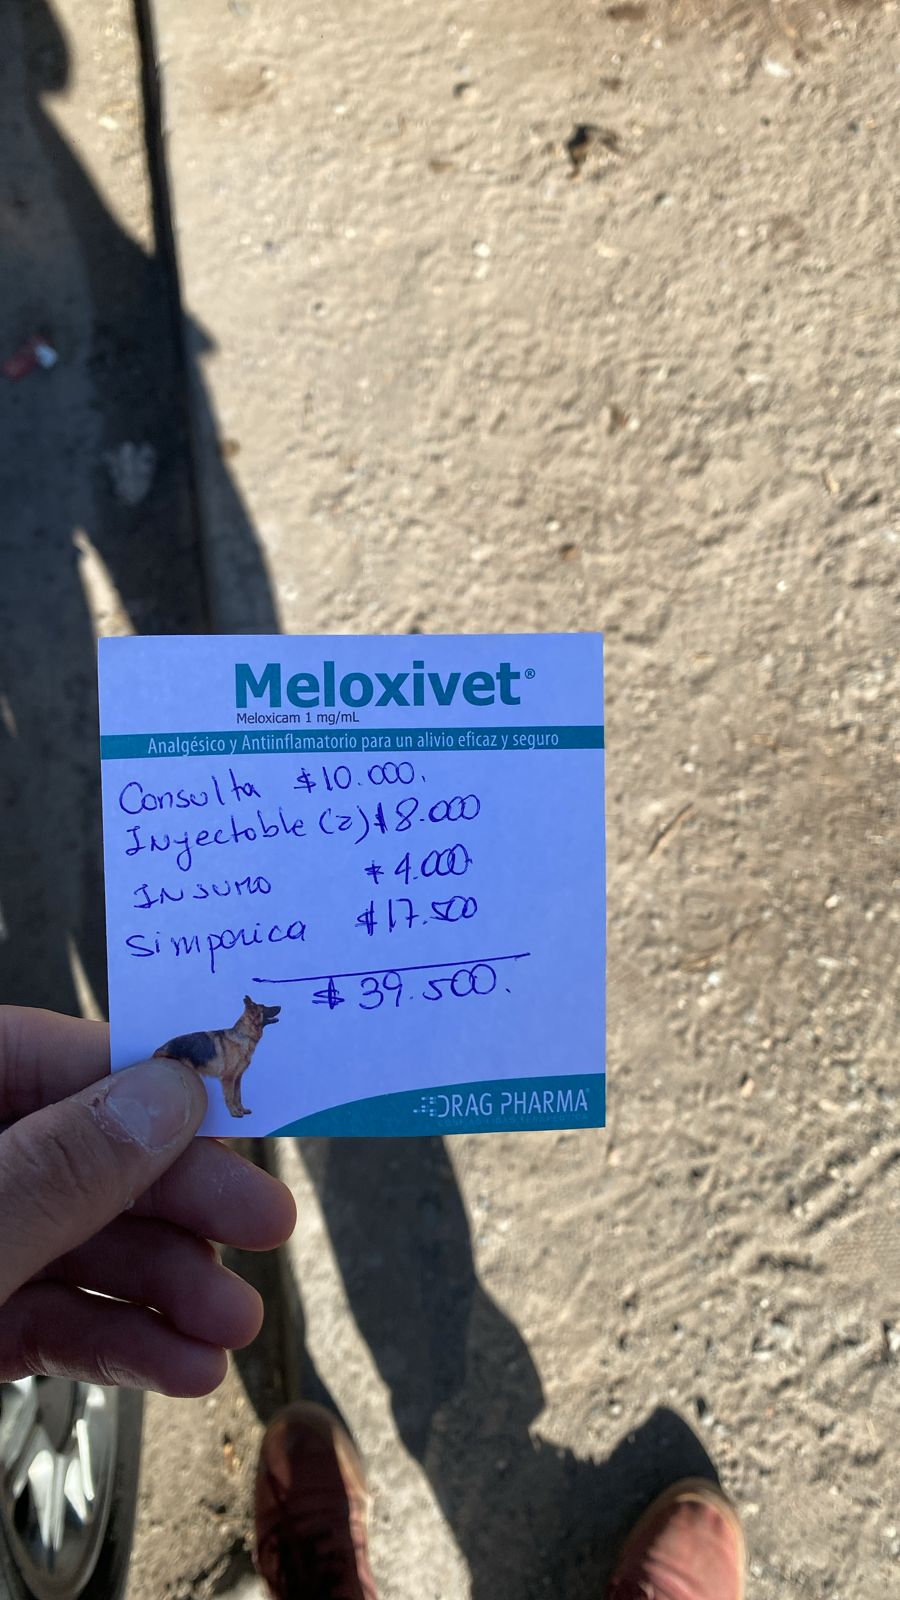 Meloxivet®
Meloxicam 1 mg/mL
Analgésico y Antiinflamatorio para un alivio eficaz y seguro
Consulta $10.000.
Inyectoble (2) $8.000
INSUMO $4.000
Simporica $17.500
$39.500.
DRAG PHARMA